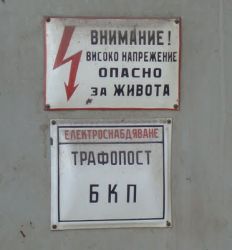 ВНИМАНИЕ!
ВИСОКО НАПРЕЖЕНИЕ
ОПАСНО
ЗА ЖИВОТА
ЕЛЕКТРОСНАБДЯВАНЕ
ТРАФОПОСТ
БКП